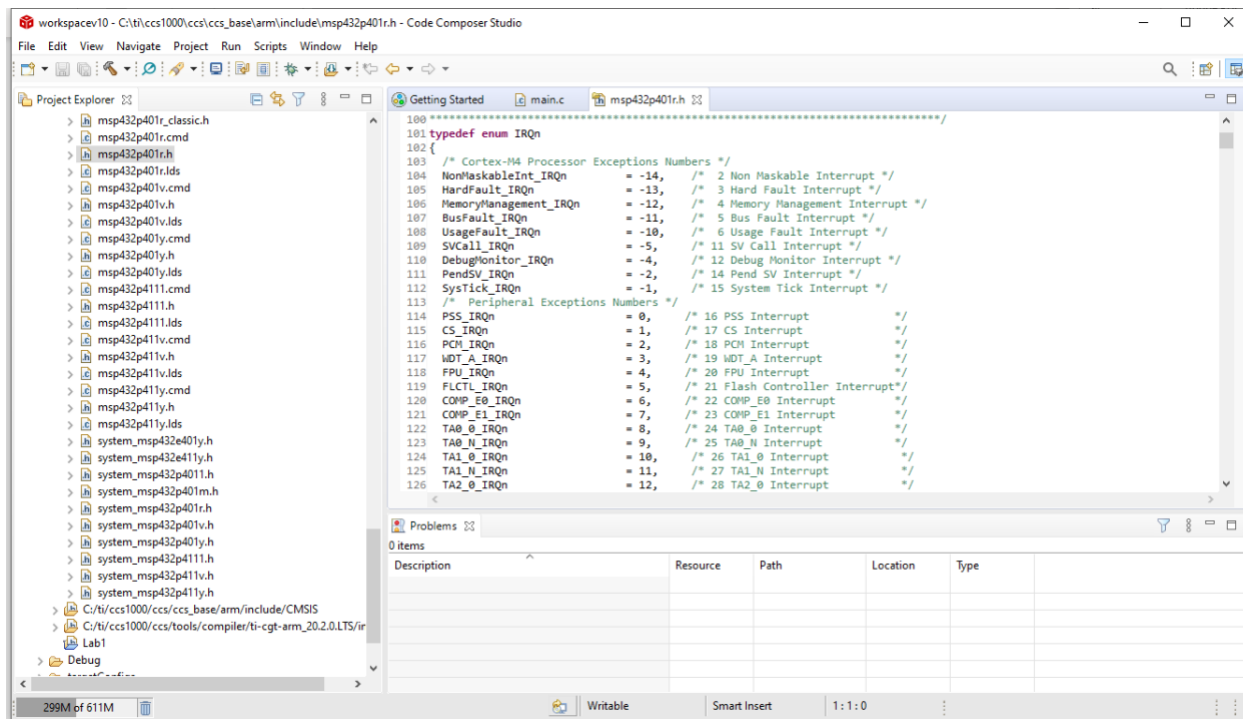 workspacev10 - C:\ti\ccs1000\ccs\ccs_base\arm\include\msp432p401r.h - Code Composer Studio
File Edit View Navigate Project Run Scripts Window Help
Project Explorer
msp432p401r_classic.h
msp432p401r.cmd
msp432p401r.h
msp432p401r.lds
msp432p401v.cmd
msp432p401v.h
msp432p401v.lds
msp432p401y.cmd
msp432p401y.h
msp432p401y.lds
msp432p4111.cmd
msp432p4111.h
msp432p4111.lds
msp432p411v.cmd
msp432p411v.h
msp432p411v.lds
msp432p411y.cmd
msp432p411y.h
msp432p411y.lds
system_msp432e401y.h
system_msp432e411y.h
system_msp432p4011.h
system_msp432p401m.h
system_msp432p401r.h
system_msp432p401v.h
system_msp432p401y.h
system_msp432p4111.h
system_msp432p411v.h
system_msp432p411y.h
C:/ti/ccs1000/ccs/ccs_base/arm/include/CMSIS
C:/ti/ccs1000/ccs/tools/compiler/ti-cgt-arm_20.2.0.LTS/ir
Lab1
Debug
Getting Started main.c msp432p401r.h
100 ******************************************************************************/
101 typedef enum IRQn
102 {
103 /* Cortex-M4 Processor Exceptions Numbers */
104 NonMaskableInt_IRQn = -14, /* 2 Non Maskable Interrupt */
105 HardFault_IRQn = -13, /* 3 Hard Fault Interrupt */
106 MemoryManagement_IRQn = -12, /* 4 Memory Management Interrupt */
107 BusFault_IRQn = -11, /* 5 Bus Fault Interrupt */
108 UsageFault_IRQn = -10, /* 6 Usage Fault Interrupt */
109 SVCall_IRQn = -5, /* 11 SV Call Interrupt */
110 DebugMonitor_IRQn = -4, /* 12 Debug Monitor Interrupt */
111 PendSV_IRQn = -2, /* 14 Pend SV Interrupt */
112 SysTick_IRQn = -1, /* 15 System Tick Interrupt */
113 /* Peripheral Exceptions Numbers */
114 PSS_IRQn = 0, /* 16 PSS Interrupt */
115 CS_IRQn = 1, /* 17 CS Interrupt */
116 PCM_IRQn = 2, /* 18 PCM Interrupt */
117 WDT_A_IRQn = 3, /* 19 WDT_A Interrupt */
118 FPU_IRQn = 4, /* 20 FPU Interrupt */
119 FLCTL_IRQn = 5, /* 21 Flash Controller Interrupt*/
120 COMP_E0_IRQn = 6, /* 22 COMP_E0 Interrupt */
121 COMP_E1_IRQn = 7, /* 23 COMP_E1 Interrupt */
122 TA0_0_IRQn = 8, /* 24 TA0_0 Interrupt */
123 TA0_N_IRQn = 9, /* 25 TA0_N Interrupt */
124 TA1_0_IRQn = 10, /* 26 TA1_0 Interrupt */
125 TA1_N_IRQn = 11, /* 27 TA1_N Interrupt */
126 TA2_0_IRQn = 12, /* 28 TA2_0 Interrupt */
Problems
0 items
Description Resource Path Location Type
299M of 611M Writable Smart Insert 1:1:0